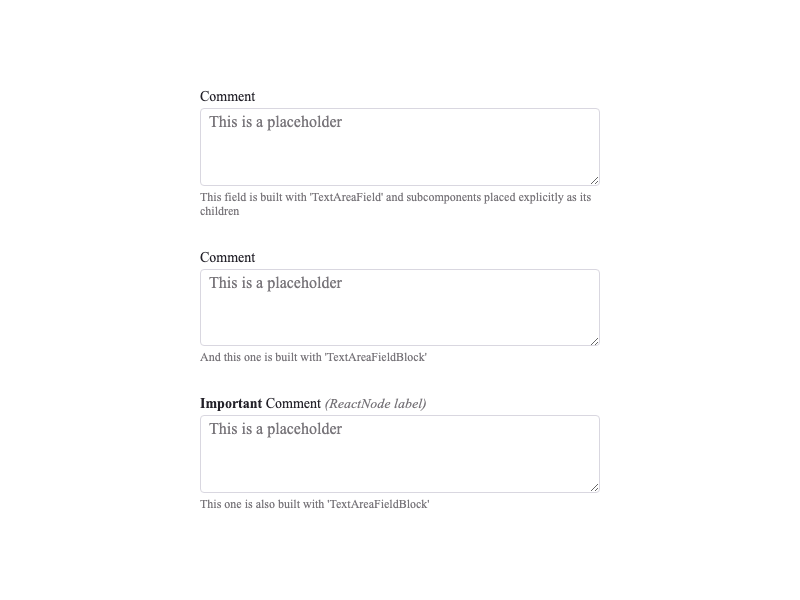 Comment
This is a placeholder
This field is built with 'TextAreaField' and subcomponents placed explicitly as its
children
Comment
This is a placeholder
And this one is built with 'TextAreaFieldBlock'
Important Comment (ReactNode label)
This is a placeholder
This one is also built with 'TextAreaFieldBlock'